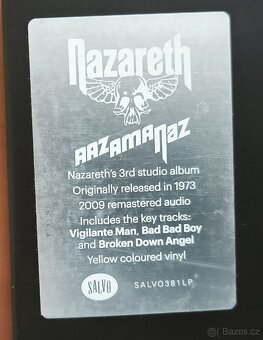 Nazareth
RAZAMANAZ
Nazareth's 3rd studio album
Originally released in 1973
2009 remastered audio
Includes the key tracks:
Vigilante Man, Bad Bad Boy
and Broken Down Angel
Yellow coloured vinyl
SALVO
SALVO381LP
sbazar.cz